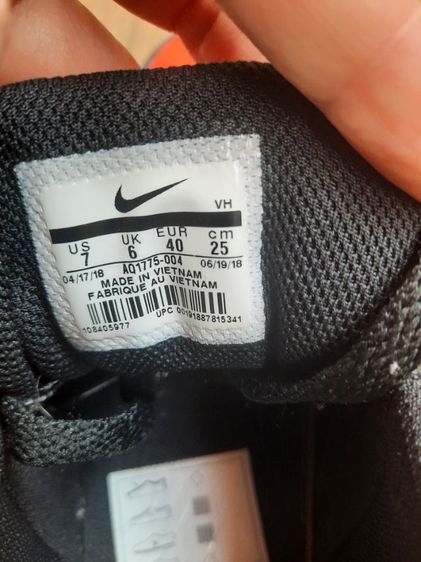 VH
US UK EUR cm
7 6 40 25
04/17/18 AQ1775-004 06/19/18
MADE IN VIETNAM
FABRIQUE AU VIETNAM
108405977 UPC 00191887815341